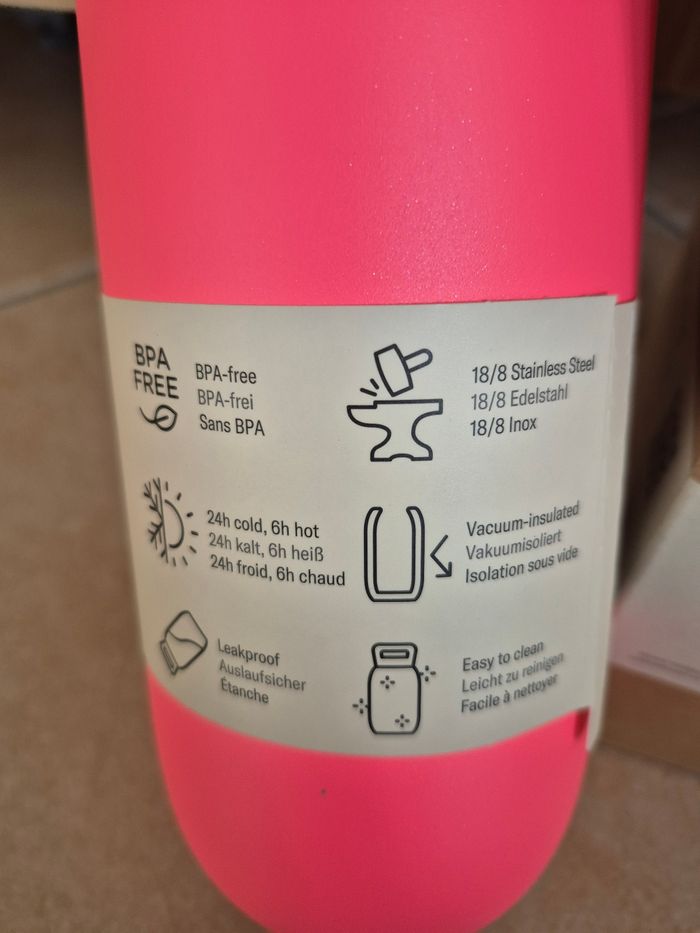 BPA
FREE
BPA-free
BPA-frei
Sans BPA
18/8 Stainless Steel
18/8 Edelstahl
18/8 Inox
24h cold, 6h hot
24h kalt, 6h heiß
24h froid, 6h chaud
Vacuum-insulated
Vakuumisoliert
Isolation sous vide
Leakproof
Auslaufsicher
Étanche
Easy to clean
Leicht zu reinigen
Facile à nettoyer